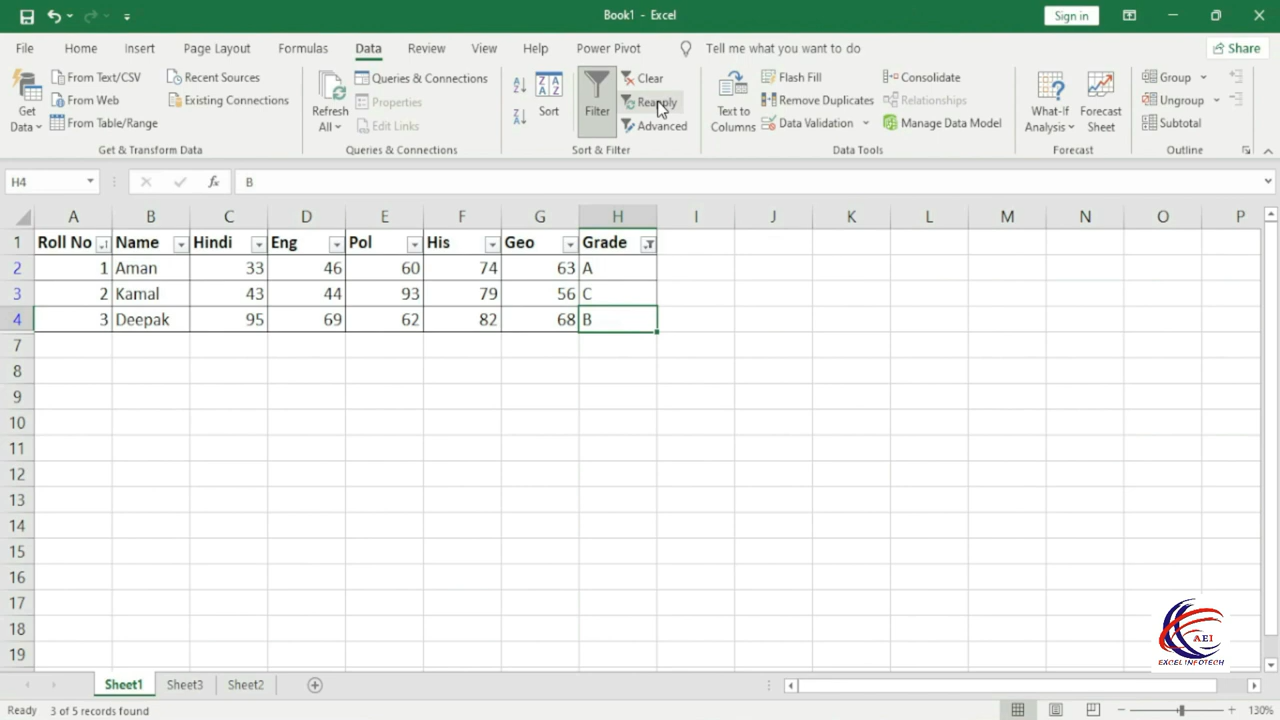 Book1 - Excel
Sign in
File Home Insert Page Layout Formulas Data Review View Help Power Pivot Tell me what you want to do Share
Get Data
From Text/CSV
From Web
From Table/Range
Recent Sources
Existing Connections
Get & Transform Data
Refresh All
Queries & Connections
Properties
Edit Links
Queries & Connections
Sort
Filter
Clear
Reapply
Advanced
Sort & Filter
Text to Columns
Flash Fill
Remove Duplicates
Data Validation
Consolidate
Relationships
Manage Data Model
Data Tools
What-If Analysis
Forecast Sheet
Forecast
Group
Ungroup
Subtotal
Outline
H4 fx B
A B C D E F G H I J K L M N O P
1 Roll No Name Hindi Eng Pol His Geo Grade
2 1 Aman 33 46 60 74 63 A
3 2 Kamal 43 44 93 79 56 C
4 3 Deepak 95 69 62 82 68 B
7
8
9
10
11
12
13
14
15
16
17
18
19
AEI
EXCEL INFOTECH
Sheet1 Sheet3 Sheet2
Ready 3 of 5 records found 130%